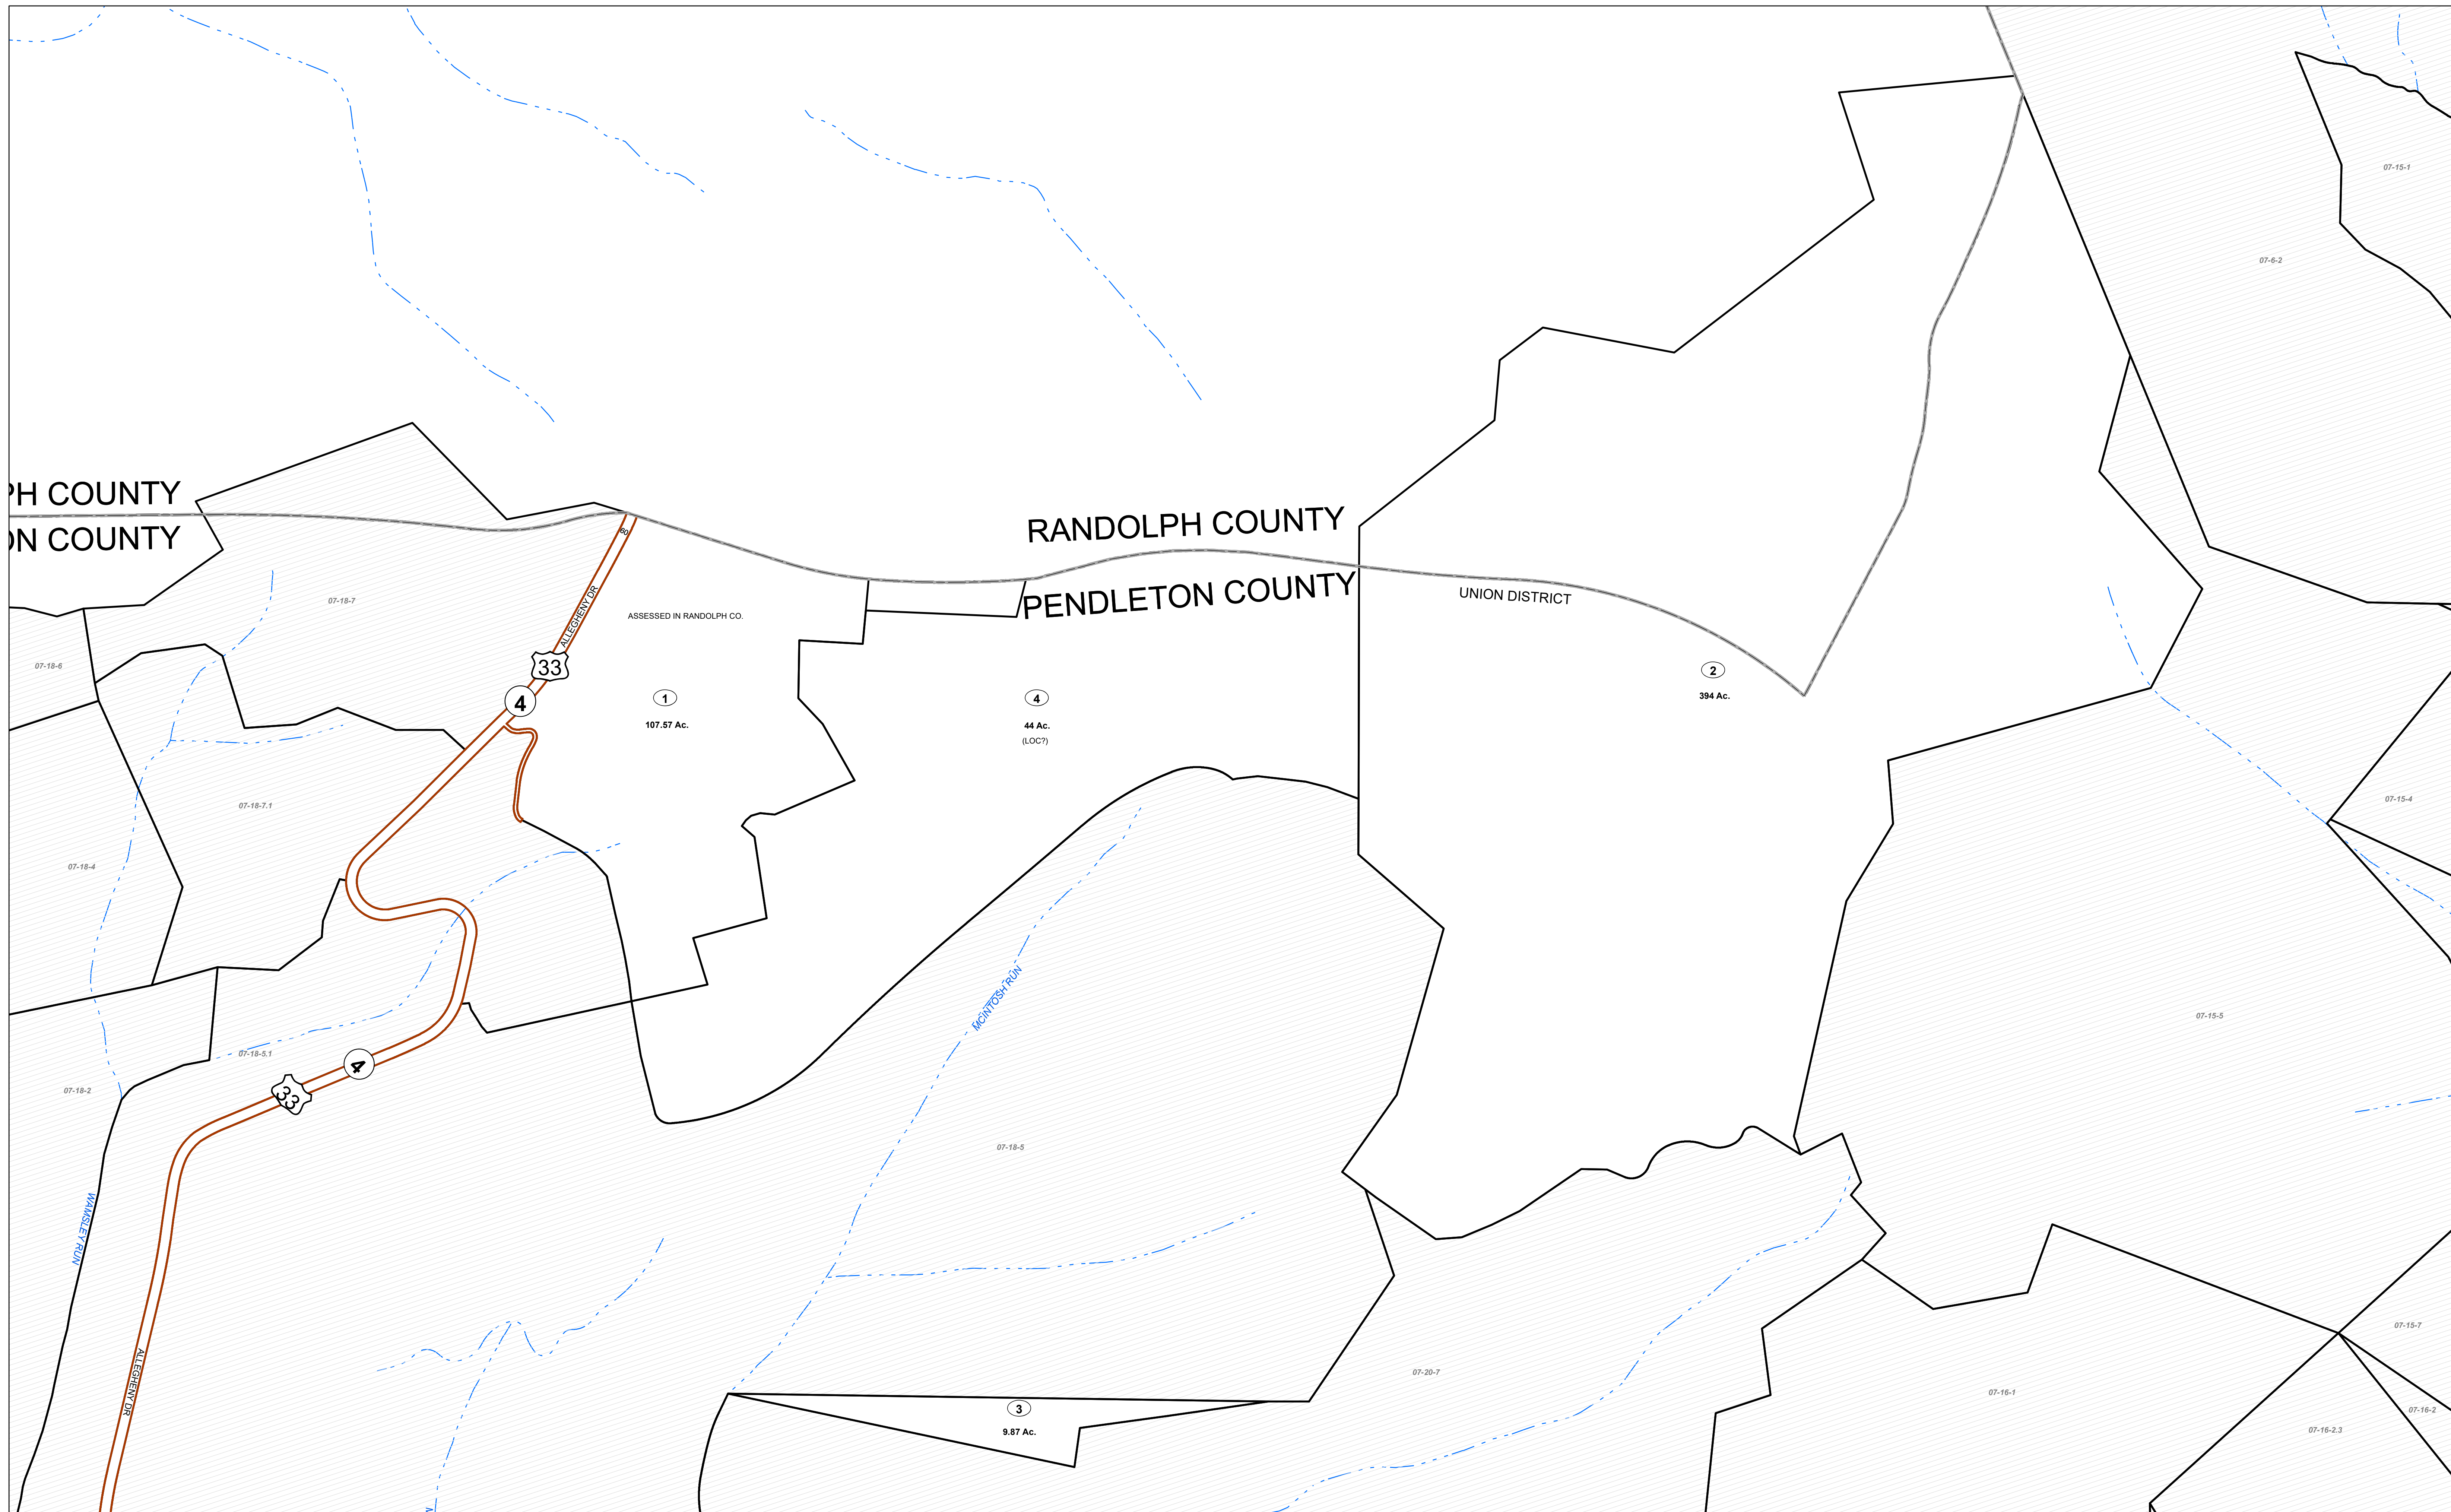 07-15-1
07-6-2
PH COUNTY
ON COUNTY
RANDOLPH COUNTY
PENDLETON COUNTY
UNION DISTRICT
60
ALLEGHENY DR
ASSESSED IN RANDOLPH CO.
07-18-7
07-18-6
33
4
1
107.57 Ac.
4
44 Ac.
(LOC?)
2
394 Ac.
07-18-7.1
07-15-4
07-18-4
MCINTOSH RUN
07-15-5
07-18-5.1
4
33
07-18-2
07-18-5
WAMSLEY RUN
ALLEGHENY DR
07-15-7
07-20-7
07-16-1
07-16-2
07-16-2.3
3
9.87 Ac.